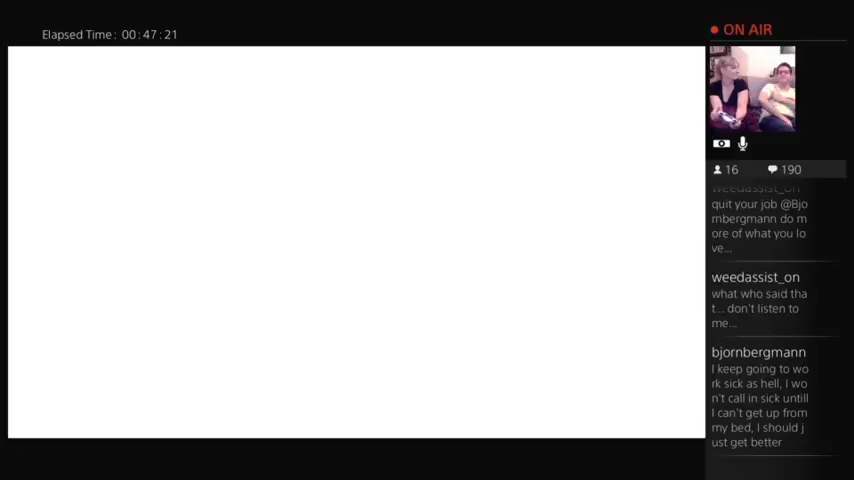 Elapsed Time: 00:47:21
ON AIR
16 190
weedassist_on
quit your job @Bjo
rnbergmann do m
ore of what you lo
ve...
weedassist_on
what who said tha
t... don't listen to
me...
bjornbergmann
I keep going to wo
rk sick as hell, I wo
n't call in sick untill
I can't get up from
my bed, I should j
ust get better